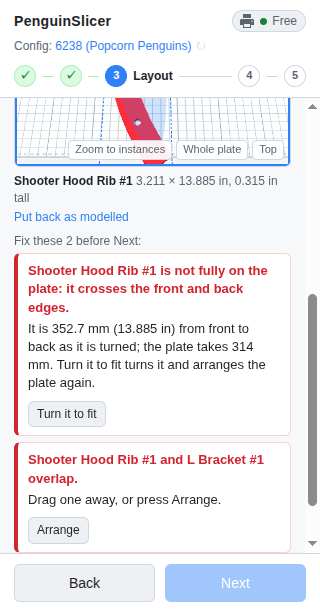 PenguinSlicer
Free
Config: 6238 (Popcorn Penguins)
3 Layout 4 5
Zoom to instances Whole plate Top
Shooter Hood Rib #1 3.211 × 13.885 in, 0.315 in
tall
Put back as modelled
Fix these 2 before Next:
Shooter Hood Rib #1 is not fully on the
plate: it crosses the front and back
edges.
It is 352.7 mm (13.885 in) from front to
back as it is turned; the plate takes 314
mm. Turn it to fit turns it and arranges the
plate again.
Turn it to fit
Shooter Hood Rib #1 and L Bracket #1
overlap.
Drag one away, or press Arrange.
Arrange
Back Next